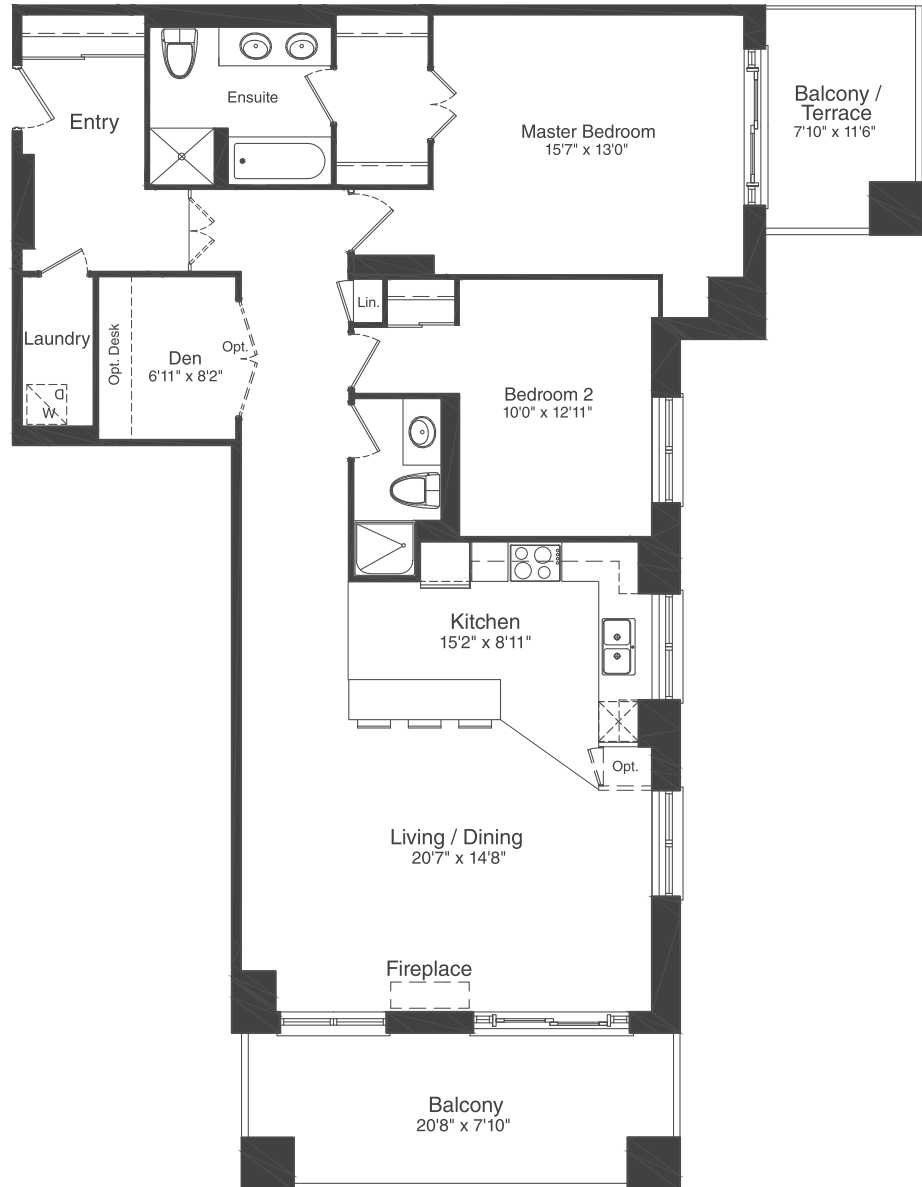 Entry
Ensuite
Master Bedroom
15'7" x 13'0"
Balcony /
Terrace
7'10" x 11'6"
Laundry
D
W
Opt. Desk
Den
6'11" x 8'2"
Opt.
Lin.
Bedroom 2
10'0" x 12'11"
Kitchen
15'2" x 8'11"
Opt.
Living / Dining
20'7" x 14'8"
Fireplace
Balcony
20'8" x 7'10"